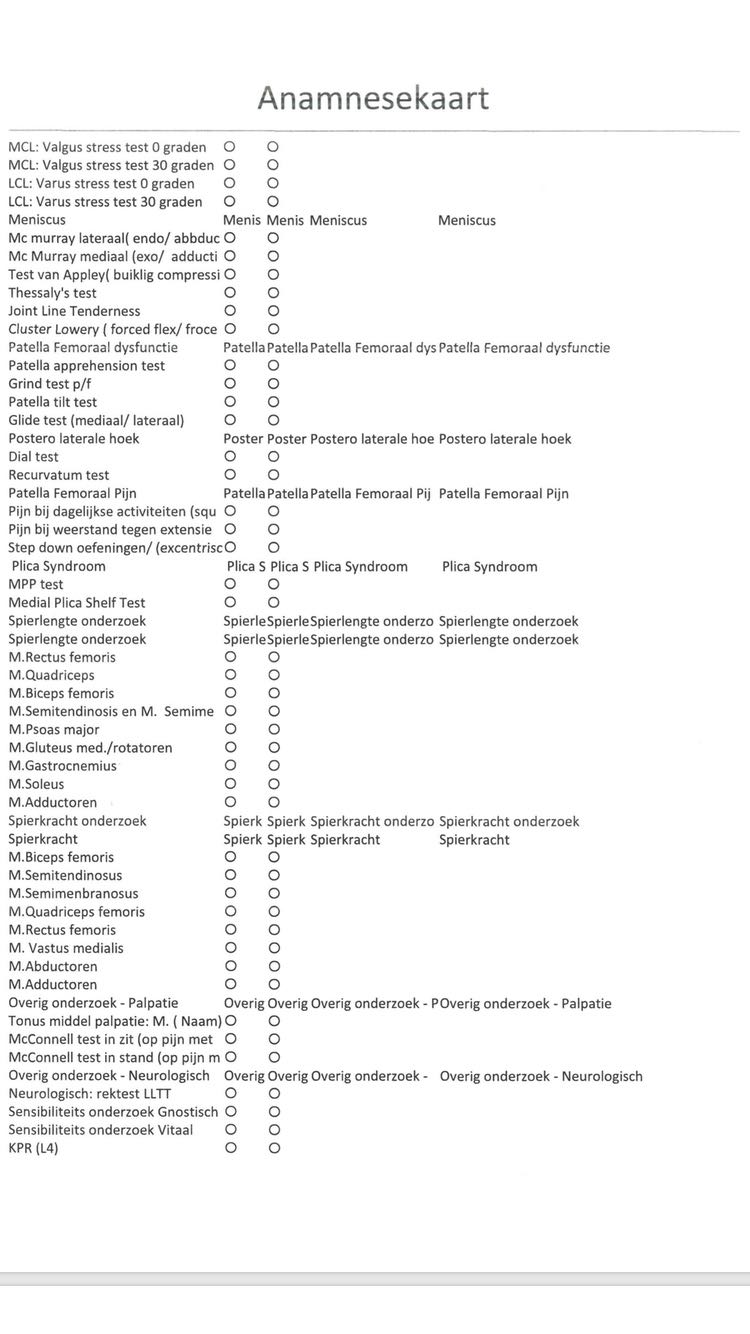 Anamnesekaart
MCL: Valgus stress test 0 graden
MCL: Valgus stress test 30 graden
LCL: Varus stress test 0 graden
LCL: Varus stress test 30 graden
Meniscus Menis Menis Meniscus Meniscus
Mc murray lateraal( endo/ abbduc
Mc Murray mediaal (exo/ adducti
Test van Appley( buiklig compressi
Thessaly's test
Joint Line Tenderness
Cluster Lowery ( forced flex/ froce
Patella Femoraal dysfunctie Patella Patella Patella Femoraal dys Patella Femoraal dysfunctie
Patella apprehension test
Grind test p/f
Patella tilt test
Glide test (mediaal/ lateraal)
Postero laterale hoek Poster Poster Postero laterale hoe Postero laterale hoek
Dial test
Recurvatum test
Patella Femoraal Pijn Patella Patella Patella Femoraal Pij Patella Femoraal Pijn
Pijn bij dagelijkse activiteiten (squ
Pijn bij weerstand tegen extensie
Step down oefeningen/ (excentrisc
Plica Syndroom Plica S Plica S Plica Syndroom Plica Syndroom
MPP test
Medial Plica Shelf Test
Spierlengte onderzoek Spierle Spierle Spierlengte onderzo Spierlengte onderzoek
Spierlengte onderzoek Spierle Spierle Spierlengte onderzo Spierlengte onderzoek
M.Rectus femoris
M.Quadriceps
M.Biceps femoris
M.Semitendinosis en M. Semime
M.Psoas major
M.Gluteus med./rotatoren
M.Gastrocnemius
M.Soleus
M.Adductoren
Spierkracht onderzoek Spierk Spierk Spierkracht onderzo Spierkracht onderzoek
Spierkracht Spierk Spierk Spierkracht Spierkracht
M.Biceps femoris
M.Semitendinosus
M.Semimenbranosus
M.Quadriceps femoris
M.Rectus femoris
M. Vastus medialis
M.Abductoren
M.Adductoren
Overig onderzoek - Palpatie Overig Overig Overig onderzoek - P Overig onderzoek - Palpatie
Tonus middel palpatie: M. ( Naam)
McConnell test in zit (op pijn met
McConnell test in stand (op pijn m
Overig onderzoek - Neurologisch Overig Overig Overig onderzoek - Overig onderzoek - Neurologisch
Neurologisch: rektest LLTT
Sensibiliteits onderzoek Gnostisch
Sensibiliteits onderzoek Vitaal
KPR (L4)